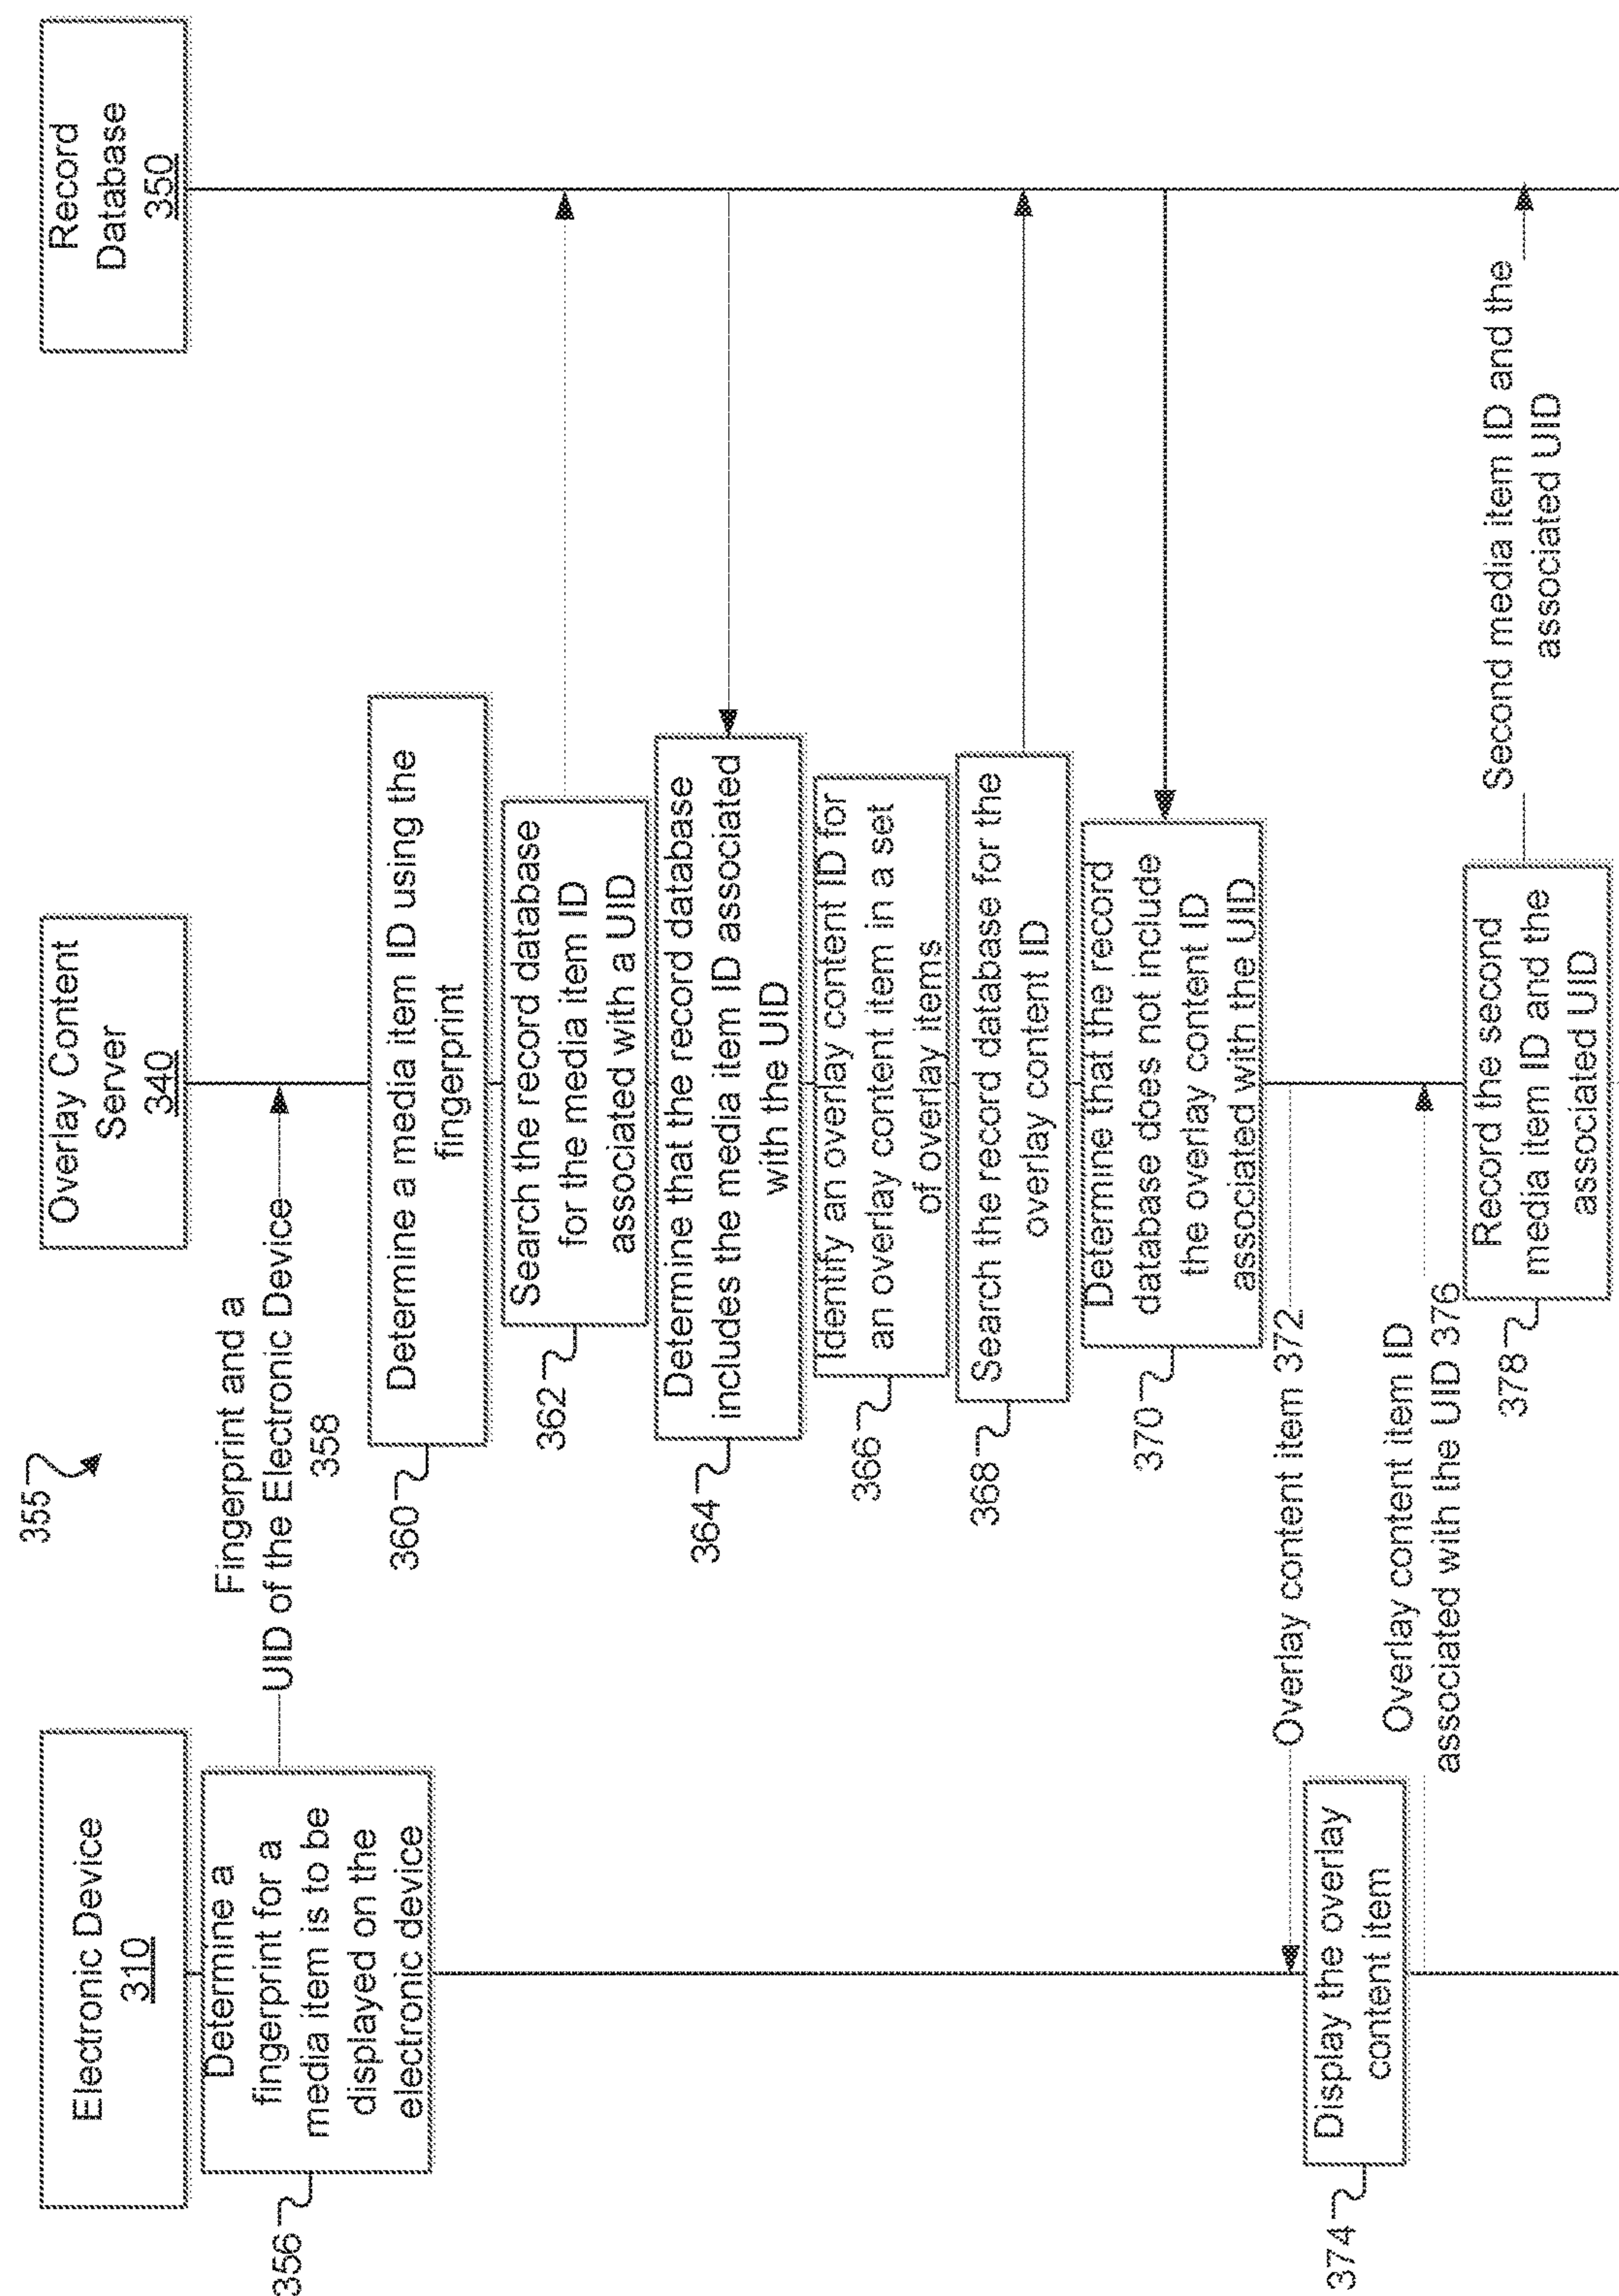 355
Electronic Device
310
Overlay Content
Server
340
Record
Database
350
356
Determine a
fingerprint for a
media item is to be
displayed on the
electronic device
Fingerprint and a
UID of the Electronic Device
358
360
Determine a media item ID using the
fingerprint
362
Search the record database
for the media item ID
associated with a UID
364
Determine that the record database
includes the media item ID associated
with the UID
366
Identify an overlay content ID for
an overlay content item in a set
of overlay items
368
Search the record database for the
overlay content ID
370
Determine that the record
database does not include
the overlay content ID
associated with the UID
Overlay content item 372
374
Display the overlay
content item
Overlay content item ID
associated with the UID 376
378
Record the second
media item ID and the
associated UID
Second media item ID and the
associated UID